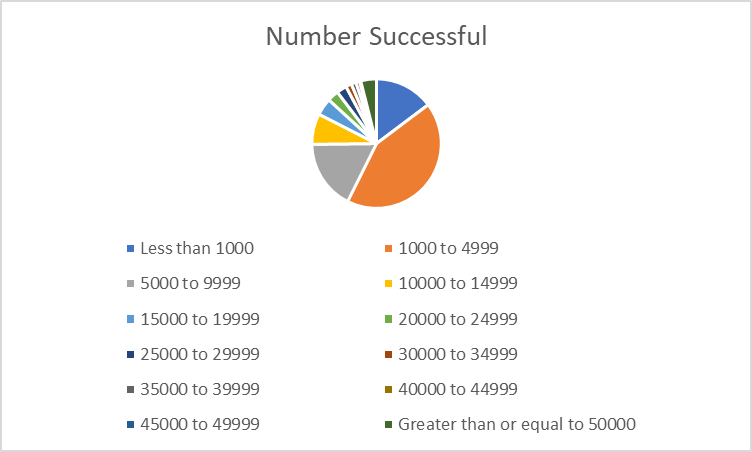 Number Successful
Less than 1000
1000 to 4999
5000 to 9999
10000 to 14999
15000 to 19999
20000 to 24999
25000 to 29999
30000 to 34999
35000 to 39999
40000 to 44999
45000 to 49999
Greater than or equal to 50000